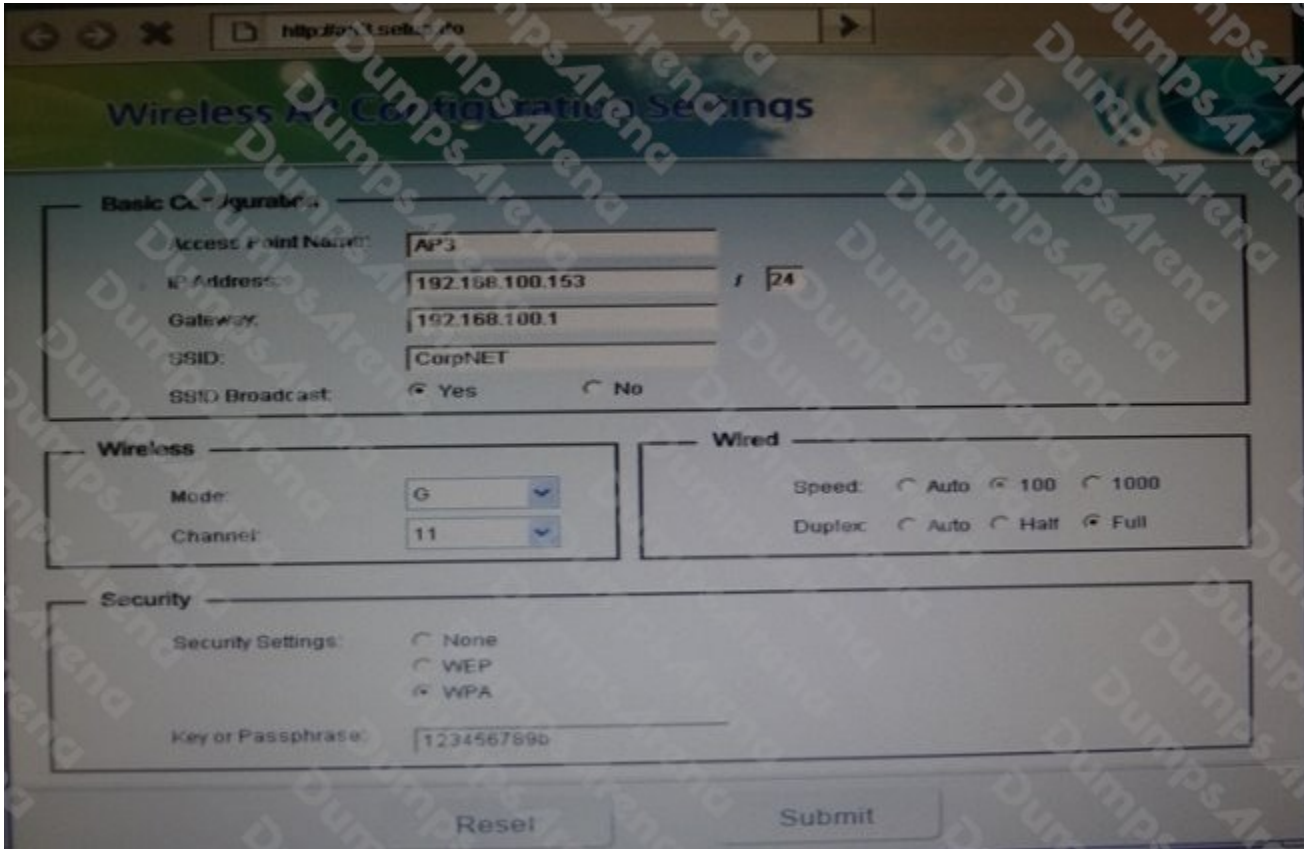 Wireless AP Configuration Settings
Basic Configuration
Access Point Name: AP3
IP Address: 192.168.100.153 / 24
Gateway: 192.168.100.1
SSID: CorpNET
SSID Broadcast: Yes No
Wireless
Mode: G
Channel: 11
Wired
Speed: Auto 100 1000
Duplex: Auto Half Full
Security
Security Settings: None
WEP
WPA
Key or Passphrase: 123456789b
Reset Submit
DumpsArena